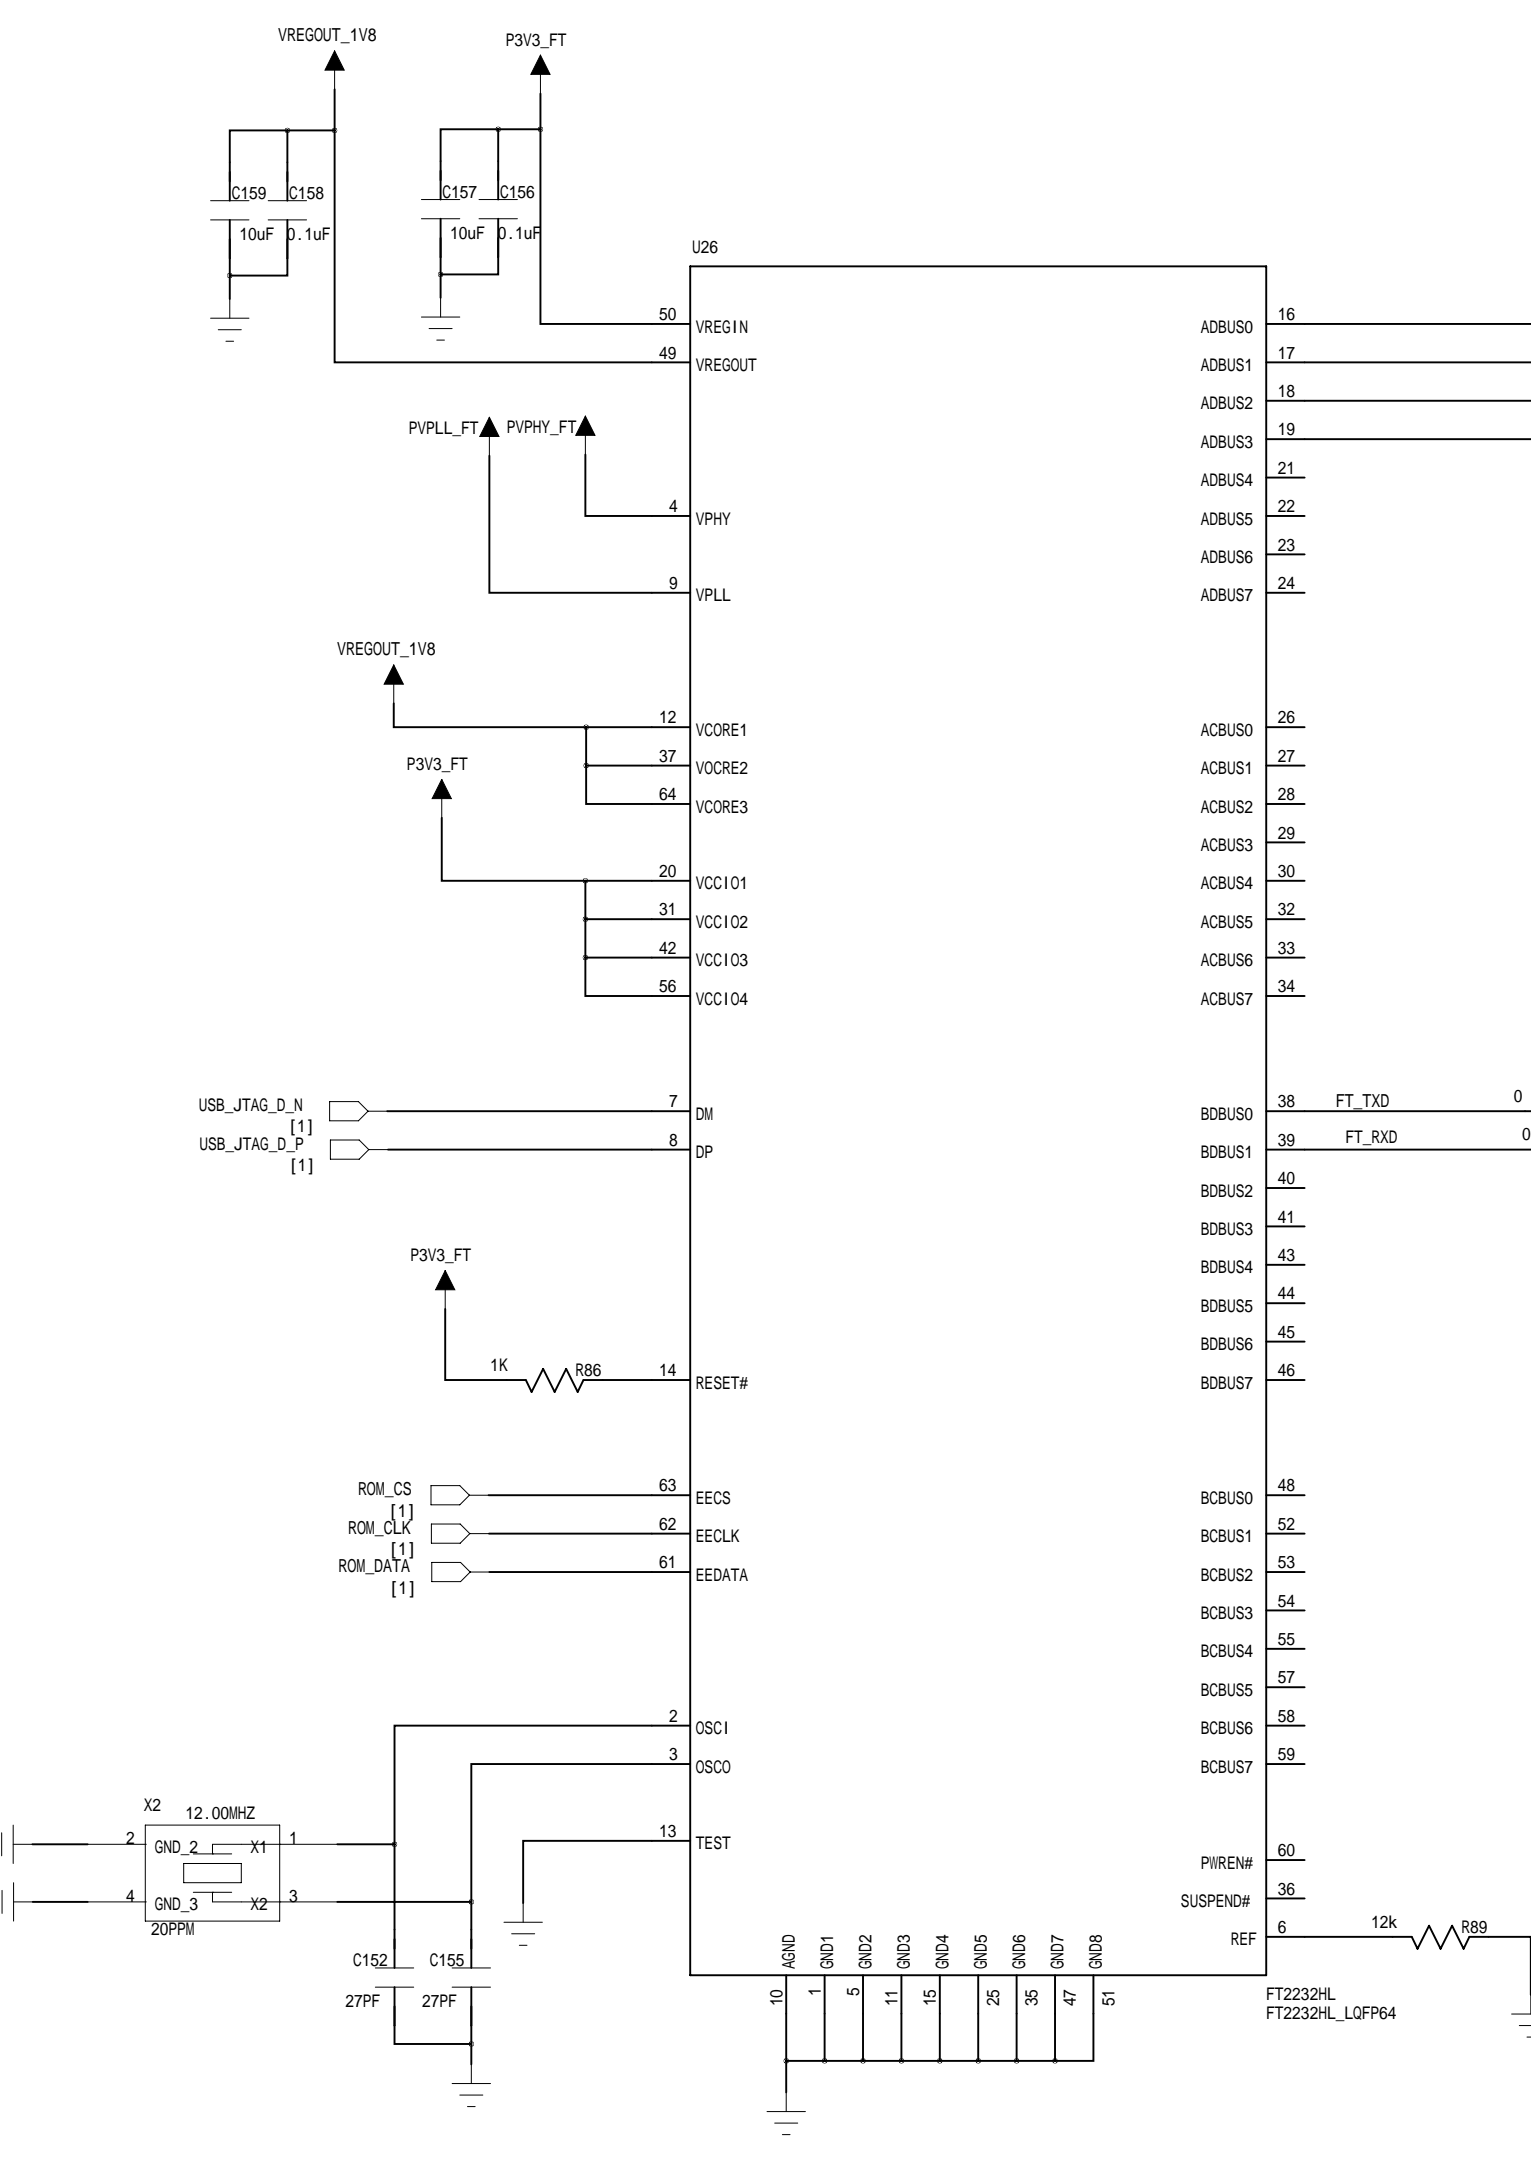 VREGOUT_1V8
P3V3_FT
C159
C158
10uF
0.1uF
C157
C156
10uF
0.1uF
U26
50
VREGIN
49
VREGOUT
PVPLL_FT
PVPHY_FT
4
VPHY
9
VPLL
VREGOUT_1V8
12
VCORE1
37
VOCRE2
64
VCORE3
P3V3_FT
20
VCCIO1
31
VCCIO2
42
VCCIO3
56
VCCIO4
USB_JTAG_D_N
[1]
7
DM
USB_JTAG_D_P
[1]
8
DP
P3V3_FT
1K
R86
14
RESET#
ROM_CS
[1]
63
EECS
ROM_CLK
[1]
62
EECLK
ROM_DATA
[1]
61
EEDATA
2
OSCI
3
OSCO
13
TEST
X2
12.00MHZ
2
GND_2
X1
1
4
GND_3
X2
3
20PPM
C152
27PF
C155
27PF
ADBUS0
16
ADBUS1
17
ADBUS2
18
ADBUS3
19
ADBUS4
21
ADBUS5
22
ADBUS6
23
ADBUS7
24
ACBUS0
26
ACBUS1
27
ACBUS2
28
ACBUS3
29
ACBUS4
30
ACBUS5
32
ACBUS6
33
ACBUS7
34
BDBUS0
38
FT_TXD
0
BDBUS1
39
FT_RXD
0
BDBUS2
40
BDBUS3
41
BDBUS4
43
BDBUS5
44
BDBUS6
45
BDBUS7
46
BCBUS0
48
BCBUS1
52
BCBUS2
53
BCBUS3
54
BCBUS4
55
BCBUS5
57
BCBUS6
58
BCBUS7
59
PWREN#
60
SUSPEND#
36
REF
6
12k
R89
AGND
GND1
GND2
GND3
GND4
GND5
GND6
GND7
GND8
10
1
5
11
15
25
35
47
51
FT2232HL
FT2232HL_LQFP64